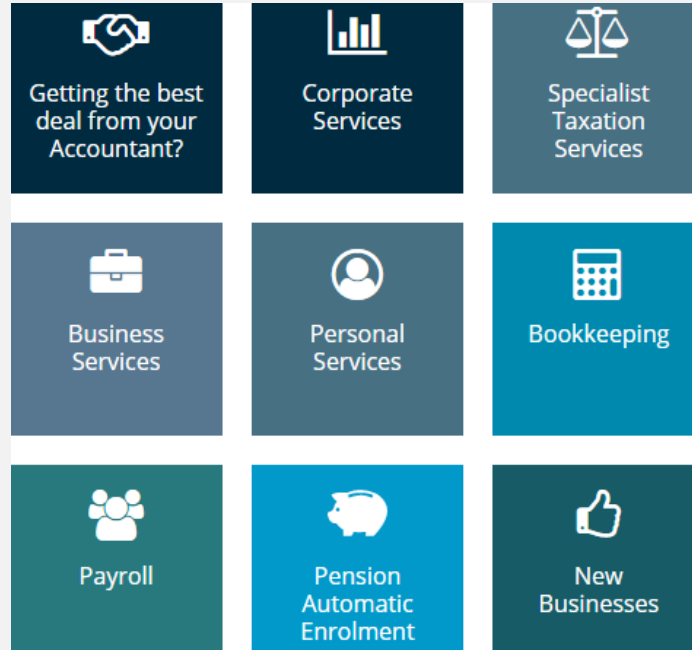 Getting the best
deal from your
Accountant?
Corporate
Services
Specialist
Taxation
Services
Business
Services
Personal
Services
Bookkeeping
Payroll
Pension
Automatic
Enrolment
New
Businesses